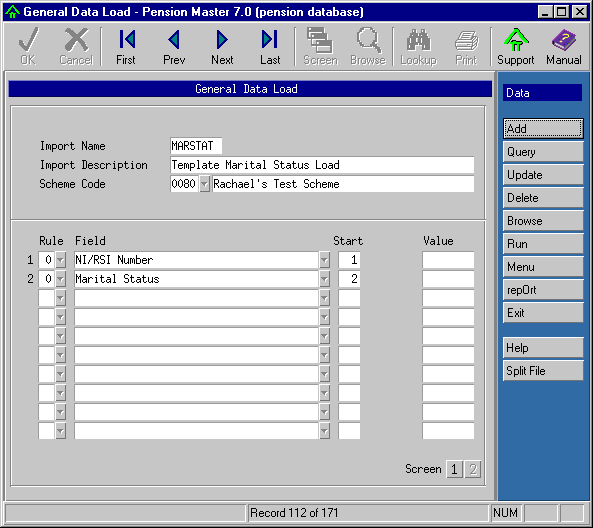 General Data Load - Pension Master 7.0 (pension database)
OK Cancel First Prev Next Last Screen Browse Lookup Print Support Manual
General Data Load
Data
Import Name MARSTAT
Import Description Template Marital Status Load
Scheme Code 0080 Rachael's Test Scheme
Rule Field Start Value
1 0 NI/RSI Number 1
2 0 Marital Status 2
Screen 1 2
Add
Query
Update
Delete
Browse
Run
Menu
repOrt
Exit
Help
Split File
Record 112 of 171 NUM